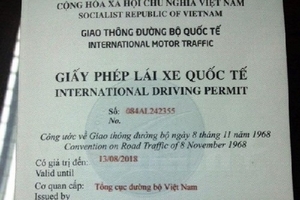 CỘNG HÒA XÃ HỘI CHỦ NGHĨA VIỆT NAM
SOCIALIST REPUBLIC OF VIETNAM
GIAO THÔNG ĐƯỜNG BỘ QUỐC TẾ
INTERNATIONAL MOTOR TRAFFIC
GIẤY PHÉP LÁI XE QUỐC TẾ
INTERNATIONAL DRIVING PERMIT
Số: 084AL242355
No.
Công ước về Giao thông đường bộ ngày 8 tháng 11 năm 1968
Convention on Road Traffic of 8 November 1968
Có giá trị đến: 13/08/2018
Valid until
Cơ quan cấp: Tổng cục đường bộ Việt Nam
Issued by